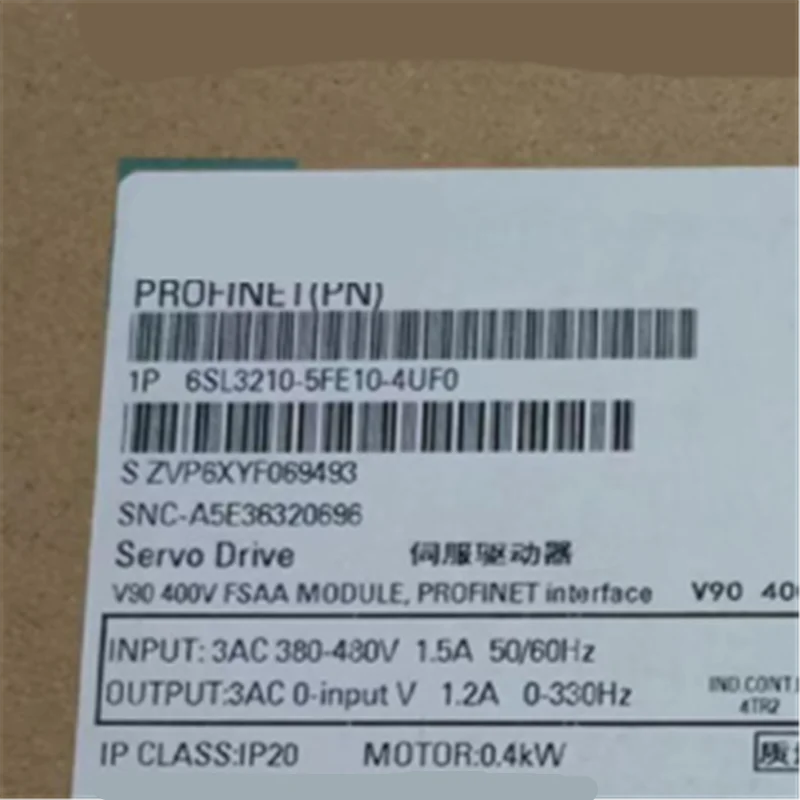 PROFINET(PN)
1P 6SL3210-5FE10-4UF0
S ZVP6XYF069493
SNC-A5E36320696
Servo Drive 伺服驱动器
V90 400V FSAA MODULE, PROFINET interface V90 40
INPUT: 3AC 380-480V 1.5A 50/60Hz
OUTPUT:3AC 0-input V 1.2A 0-330Hz
IND.CONT.
4TR2
IP CLASS:IP20 MOTOR:0.4kW 质